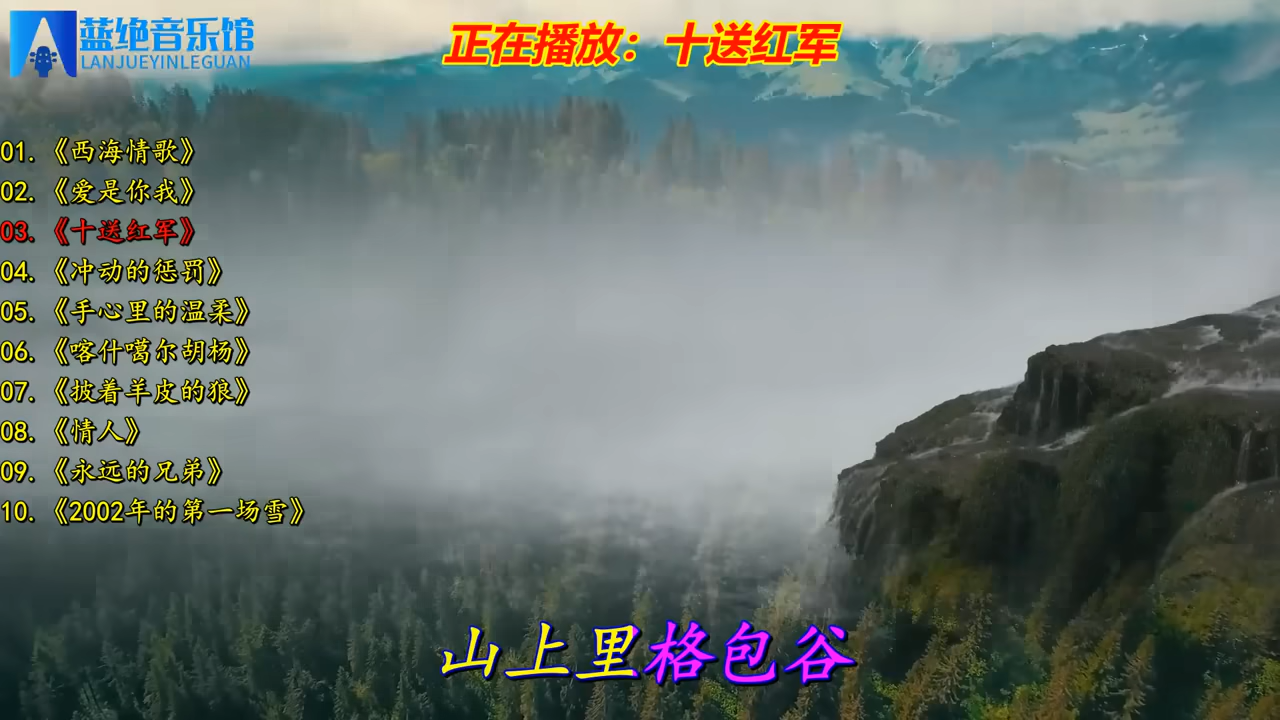 蓝绝音乐馆
LANJUEYINLEGUAN
正在播放：十送红军
01.《西海情歌》
02.《爱是你我》
03.《十送红军》
04.《冲动的惩罚》
05.《手心里的温柔》
06.《喀什噶尔胡杨》
07.《披着羊皮的狼》
08.《情人》
09.《永远的兄弟》
10.《2002年的第一场雪》
山上里格包谷